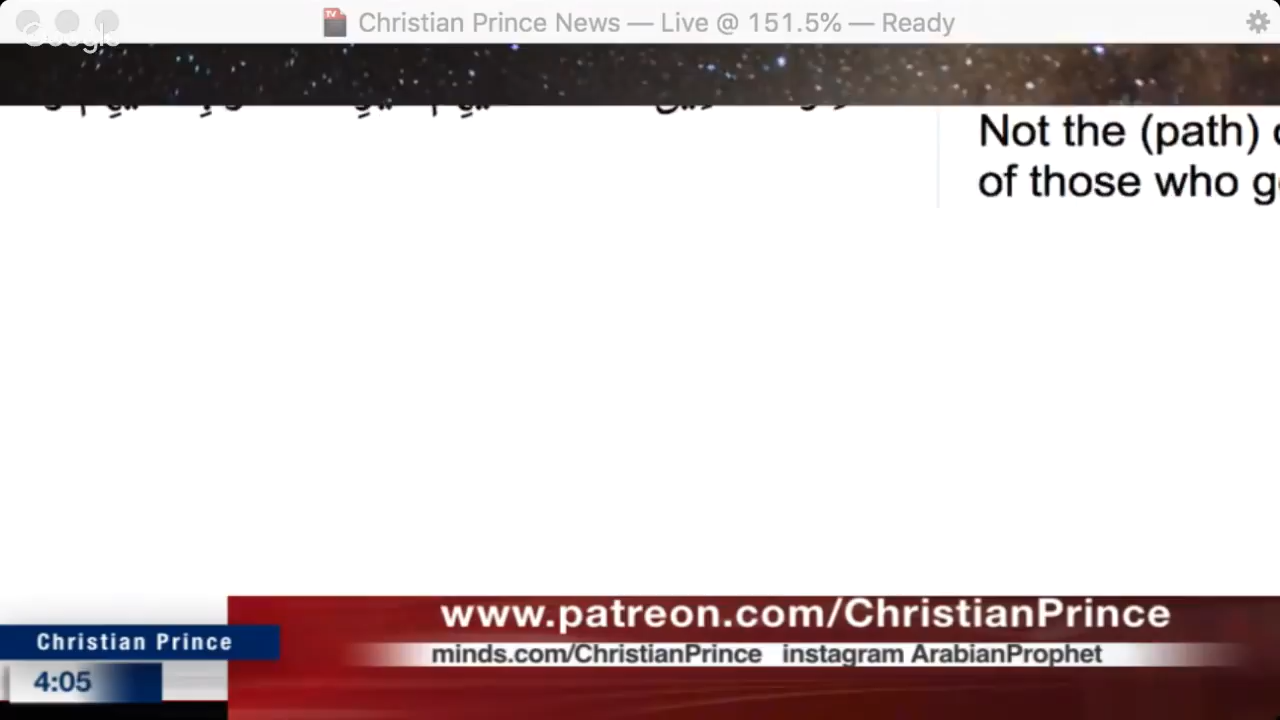 Christian Prince News — Live @ 151.5% — Ready
Google
Not the (path)
of those who
www.patreon.com/ChristianPrince
Christian Prince
minds.com/ChristianPrince instagram ArabianProphet
4:05